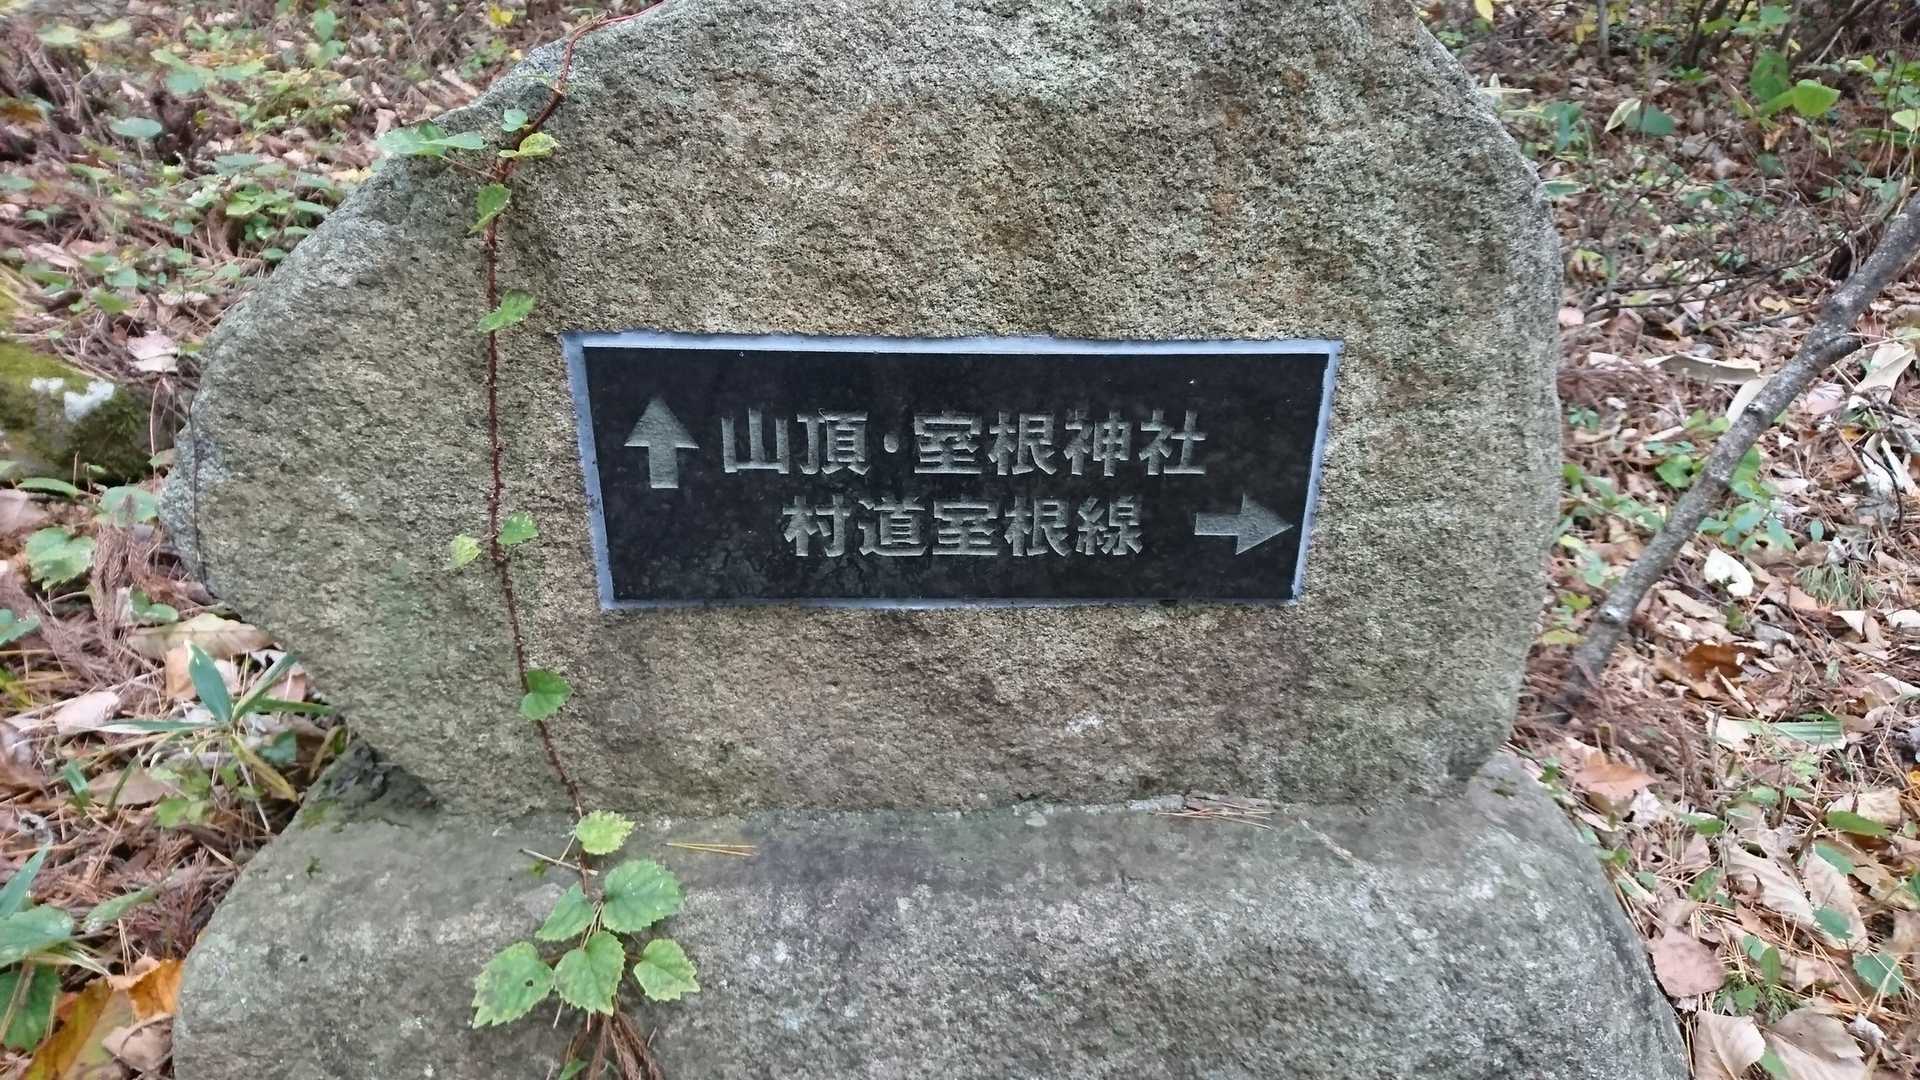 ↑ 山頂・室根神社
村道室根線 →